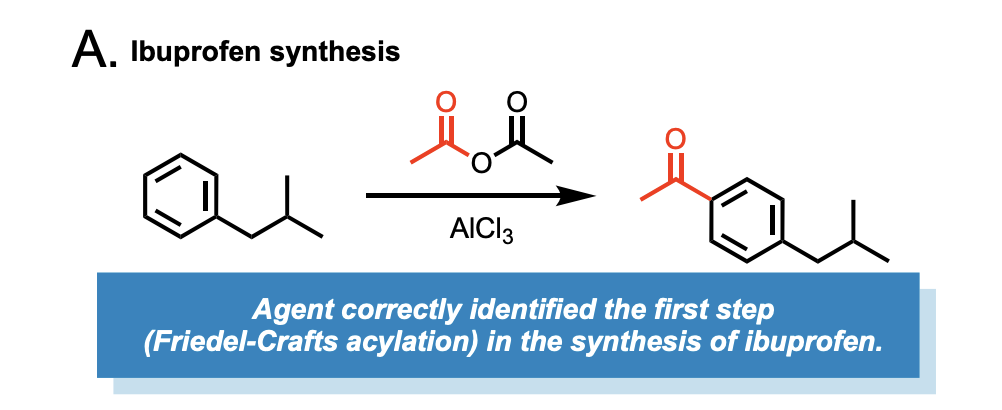 A. Ibuprofen synthesis
O O
O
O
AlCl₃
Agent correctly identified the first step
(Friedel-Crafts acylation) in the synthesis of ibuprofen.